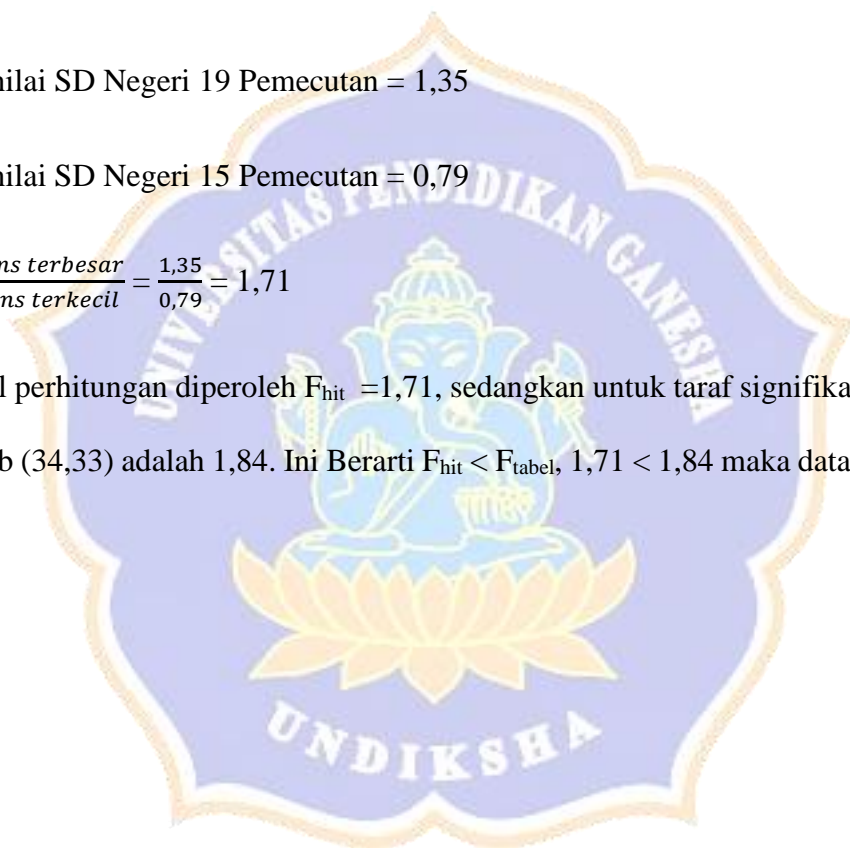 nilai SD Negeri 19 Pemecutan = 1,35
nilai SD Negeri 15 Pemecutan = 0,79
ns terbesar / ns terkecil = 1,35 / 0,79 = 1,71
l perhitungan diperoleh Fhit =1,71, sedangkan untuk taraf signifika
b (34,33) adalah 1,84. Ini Berarti Fhit < Ftabel, 1,71 < 1,84 maka data
UNIVERSITAS PENDIDIKAN GANESHA
UNDIKSHA